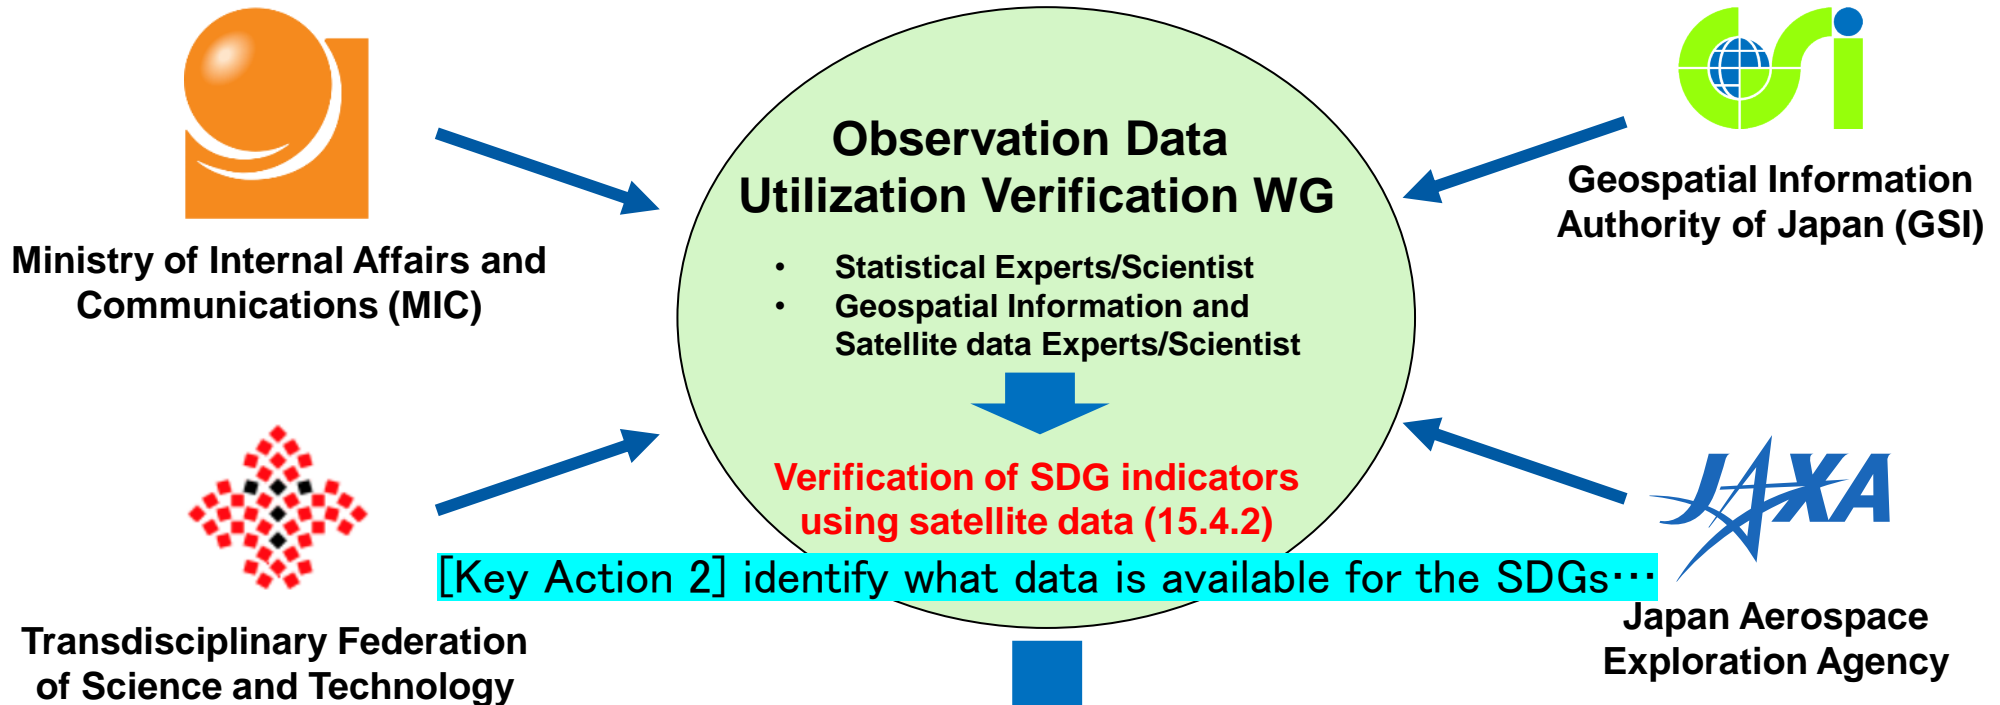 Ministry of Internal Affairs and
Communications (MIC)
Transdisciplinary Federation
of Science and Technology
Observation Data
Utilization Verification WG
• Statistical Experts/Scientist
• Geospatial Information and
Satellite data Experts/Scientist
Verification of SDG indicators
using satellite data (15.4.2)
[Key Action 2] identify what data is available for the SDGs…
GSi
Geospatial Information
Authority of Japan (GSI)
JAXA
Japan Aerospace
Exploration Agency